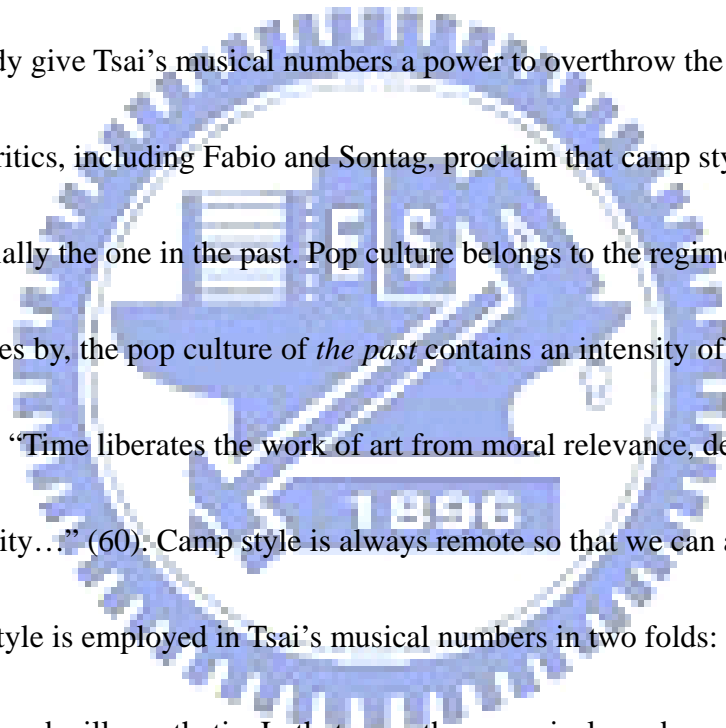 dy give Tsai’s musical numbers a power to overthrow the
ritics, including Fabio and Sontag, proclaim that camp sty
ally the one in the past. Pop culture belongs to the regime
es by, the pop culture of the past contains an intensity of
“Time liberates the work of art from moral relevance, de
ity…” (60). Camp style is always remote so that we can a
tyle is employed in Tsai’s musical numbers in two folds:
1896